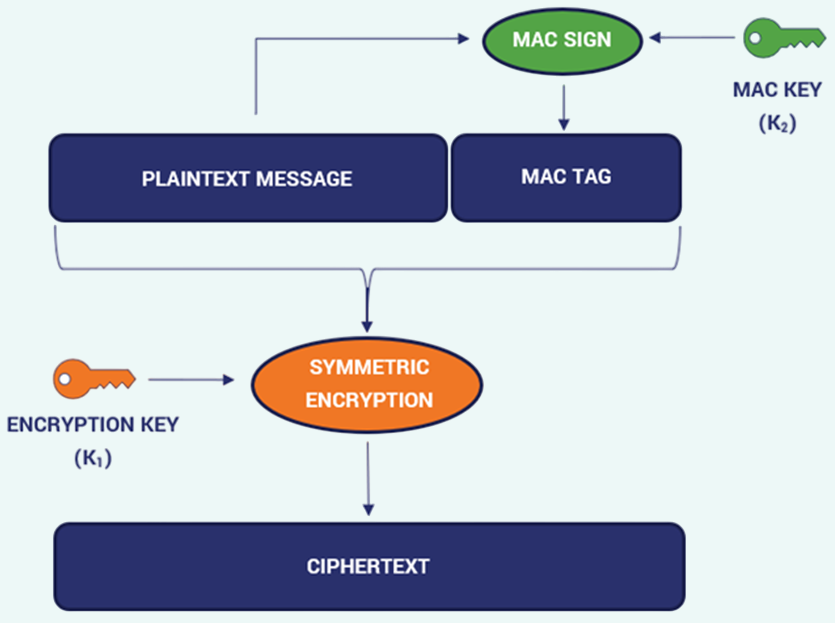 MAC SIGN
MAC KEY
(K₂)
PLAINTEXT MESSAGE
MAC TAG
SYMMETRIC
ENCRYPTION
ENCRYPTION KEY
(K₁)
CIPHERTEXT